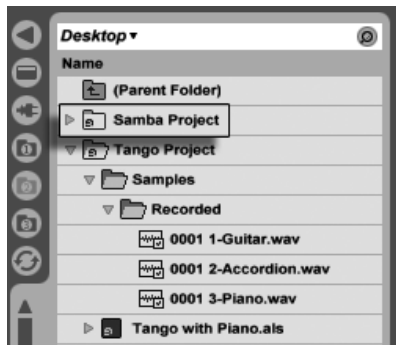 Desktop
Name
(Parent Folder)
Samba Project
Tango Project
Samples
Recorded
0001 1-Guitar.wav
0001 2-Accordion.wav
0001 3-Piano.wav
Tango with Piano.als